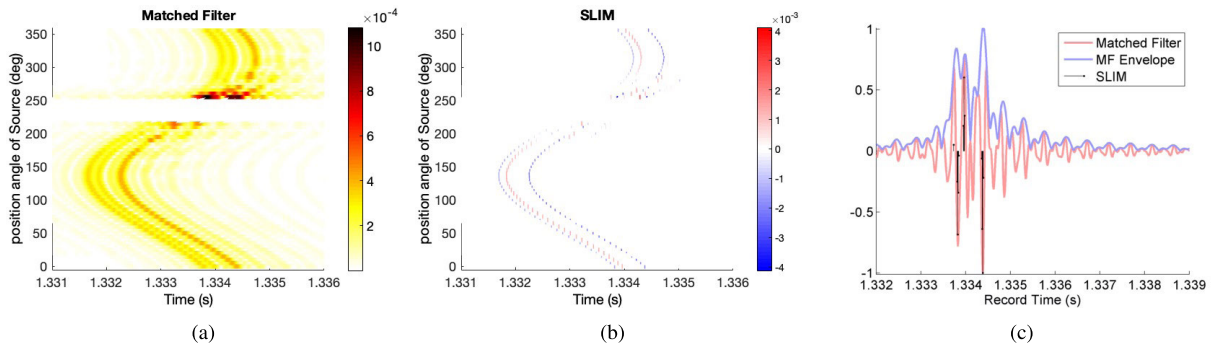 Matched Filter
×10⁻⁴
position angle of Source (deg)
350
300
250
200
150
100
50
0
1.331 1.332 1.333 1.334 1.335 1.336
Time (s)
10
8
6
4
2
(a)
SLIM
×10⁻³
position angle of Source (deg)
350
300
250
200
150
100
50
0
1.331 1.332 1.333 1.334 1.335 1.336
Time (s)
4
3
2
1
0
-1
-2
-3
-4
(b)
Matched Filter
MF Envelope
SLIM
1
0.5
0
-0.5
-1
1.332 1.333 1.334 1.335 1.336 1.337 1.338 1.339
Record Time (s)
(c)